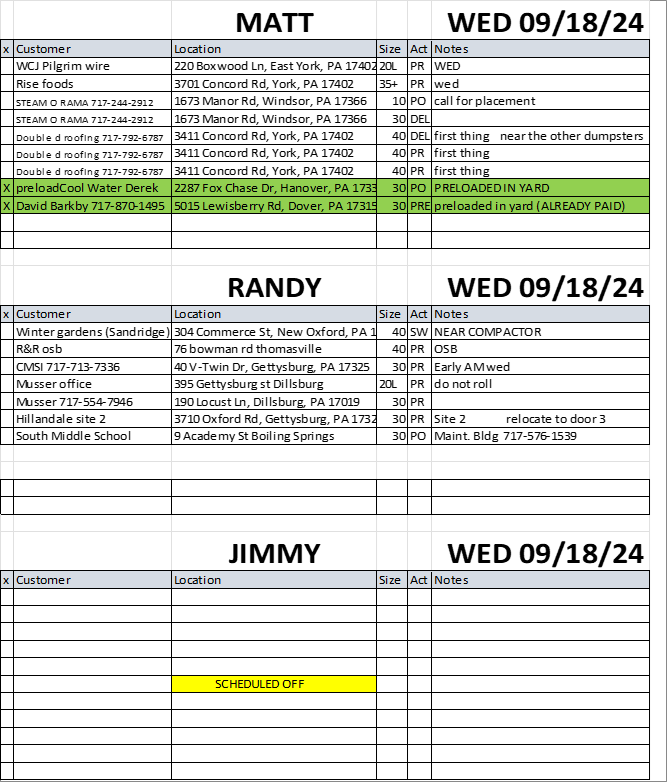 MATT WED 09/18/24
x Customer Location Size Act Notes
WCJ Pilgrim wire 220 Boxwood Ln, East York, PA 17402 20L PR WED
Rise foods 3701 Concord Rd, York, PA 17402 35+ PR wed
STEAM O RAMA 717-244-2912 1673 Manor Rd, Windsor, PA 17366 10 PO call for placement
STEAM O RAMA 717-244-2912 1673 Manor Rd, Windsor, PA 17366 30 DEL
Double d roofing 717-792-6787 3411 Concord Rd, York, PA 17402 40 DEL first thing near the other dumpsters
Double d roofing 717-792-6787 3411 Concord Rd, York, PA 17402 40 PR first thing
Double d roofing 717-792-6787 3411 Concord Rd, York, PA 17402 40 PR first thing
X preloadCool Water Derek 2287 Fox Chase Dr, Hanover, PA 1733 30 PO PRELOADED IN YARD
X David Barkby 717-870-1495 5015 Lewisberry Rd, Dover, PA 17315 30 PRE preloaded in yard (ALREADY PAID)
RANDY WED 09/18/24
x Customer Location Size Act Notes
Winter gardens (Sandridge) 304 Commerce St, New Oxford, PA 1 40 SW NEAR COMPACTOR
R&R osb 76 bowman rd thomasville 40 PR OSB
CMSI 717-713-7336 40 V-Twin Dr, Gettysburg, PA 17325 30 PR Early AM wed
Musser office 395 Gettysburg st Dillsburg 20L PR do not roll
Musser 717-554-7946 190 Locust Ln, Dillsburg, PA 17019 30 PR
Hillandale site 2 3710 Oxford Rd, Gettysburg, PA 1732 30 PR Site 2 relocate to door 3
South Middle School 9 Academy St Boiling Springs 30 PO Maint. Bldg 717-576-1539
JIMMY WED 09/18/24
x Customer Location Size Act Notes
SCHEDULED OFF